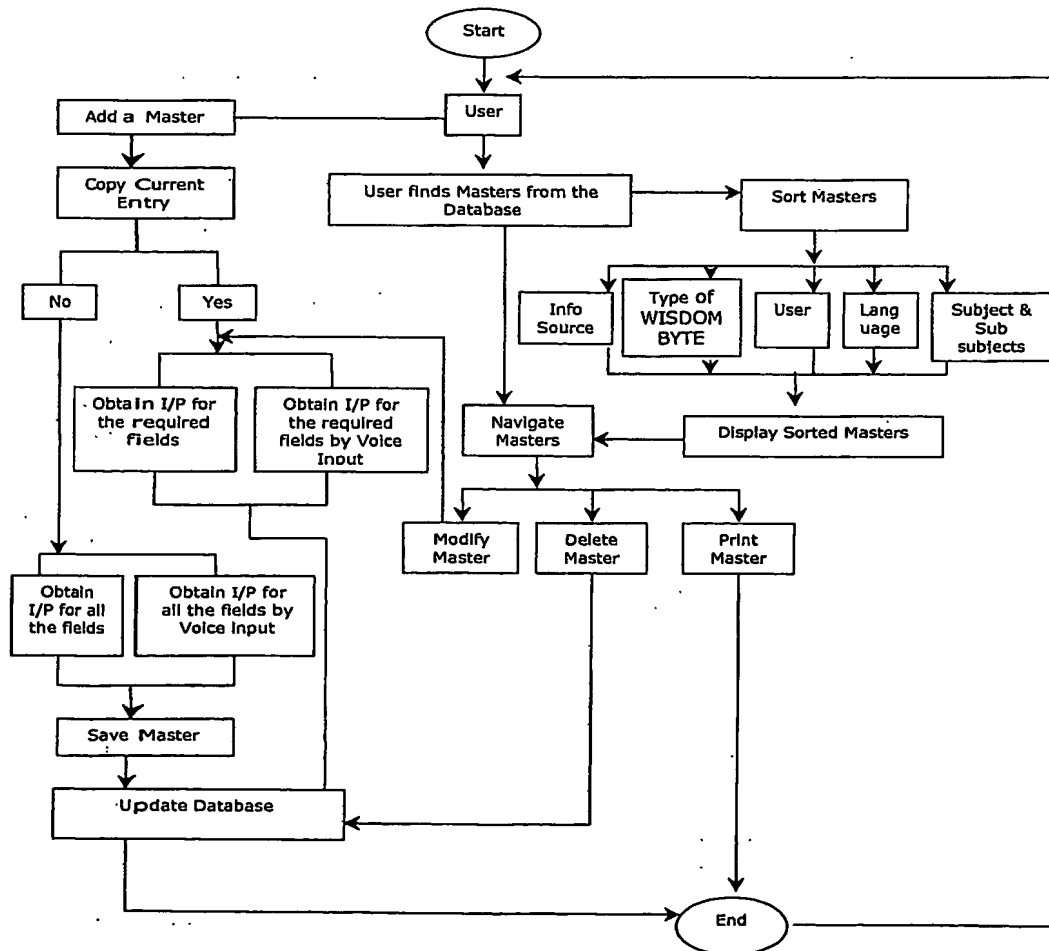 Start
User
Add a Master
Copy Current
Entry
User finds Masters from the
Database
Sort Masters
No
Yes
Info
Source
Type of
WISDOM
BYTE
User
Lang
uage
Subject &
Sub
subjects
Obtain I/P for
the required
fields
Obtain I/P for
the required
fields by Voice
Input
Navigate
Masters
Display Sorted Masters
Modify
Master
Delete
Master
Print
Master
Obtain
I/P for all
the fields
Obtain I/P for
all the fields by
Voice input
Save Master
Update Database
End